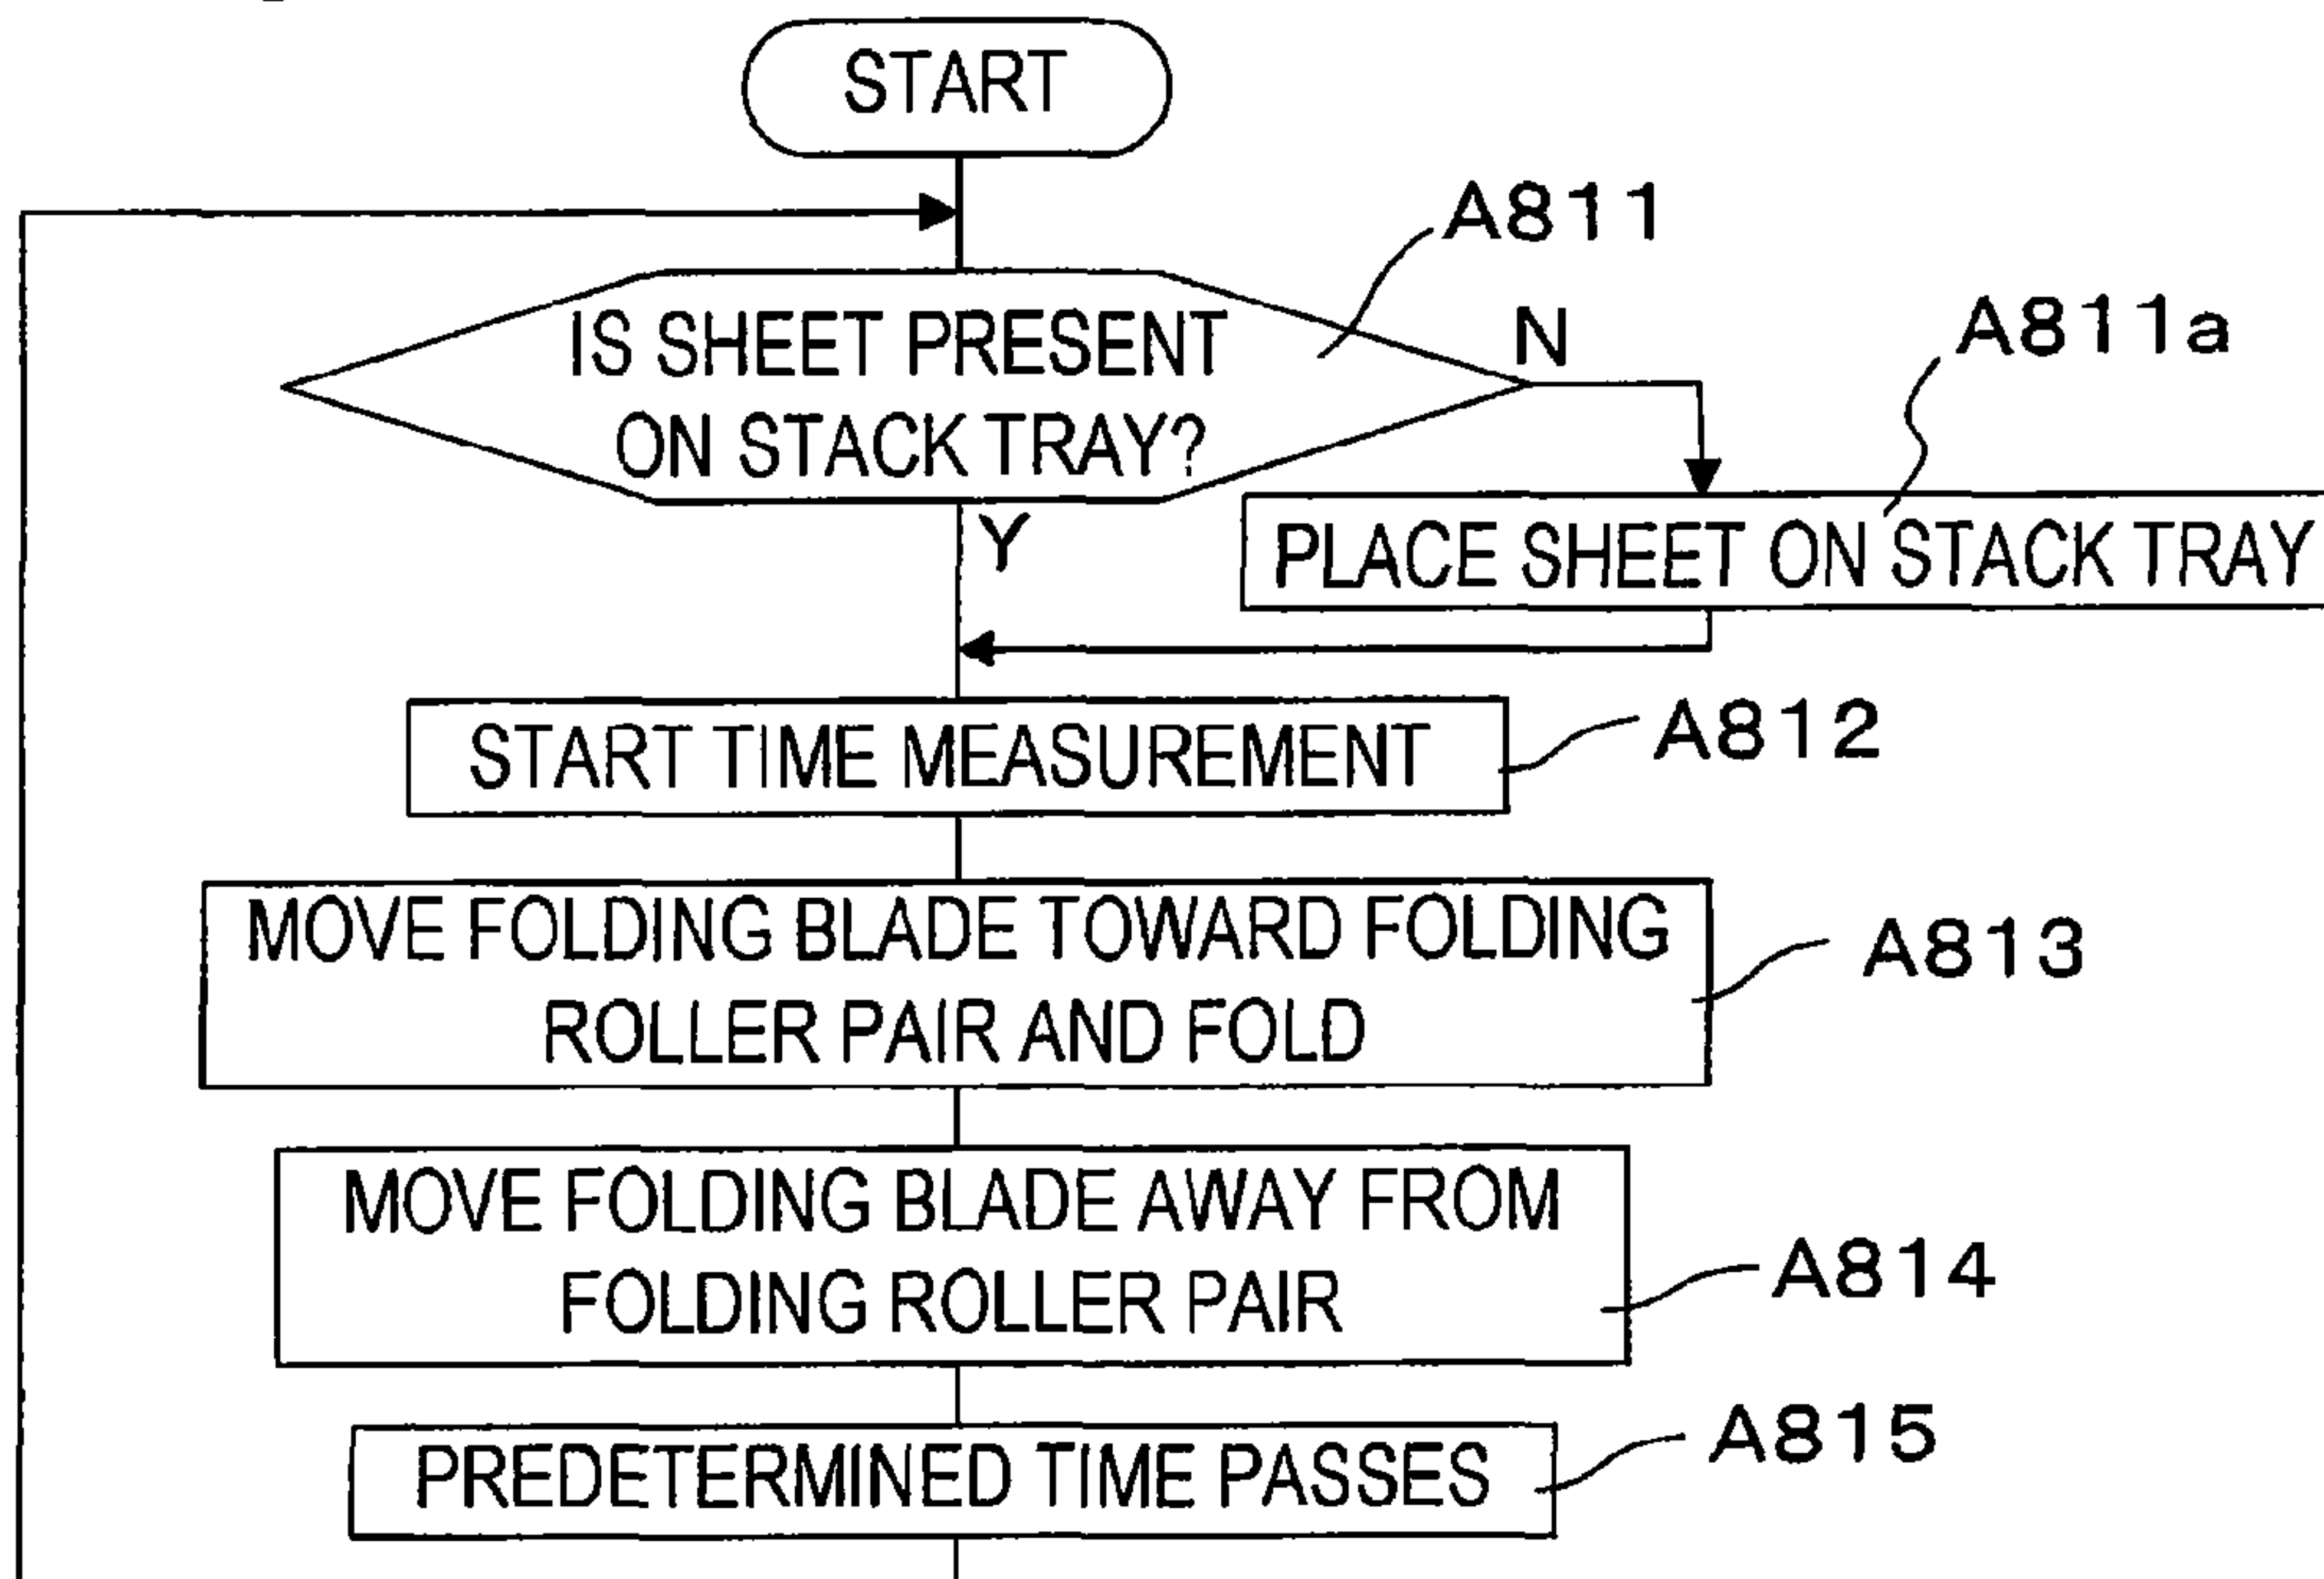 START
A811
IS SHEET PRESENT
ON STACK TRAY?
N
A811a
Y
PLACE SHEET ON STACK TRAY
START TIME MEASUREMENT
A812
MOVE FOLDING BLADE TOWARD FOLDING
ROLLER PAIR AND FOLD
A813
MOVE FOLDING BLADE AWAY FROM
FOLDING ROLLER PAIR
A814
PREDETERMINED TIME PASSES
A815